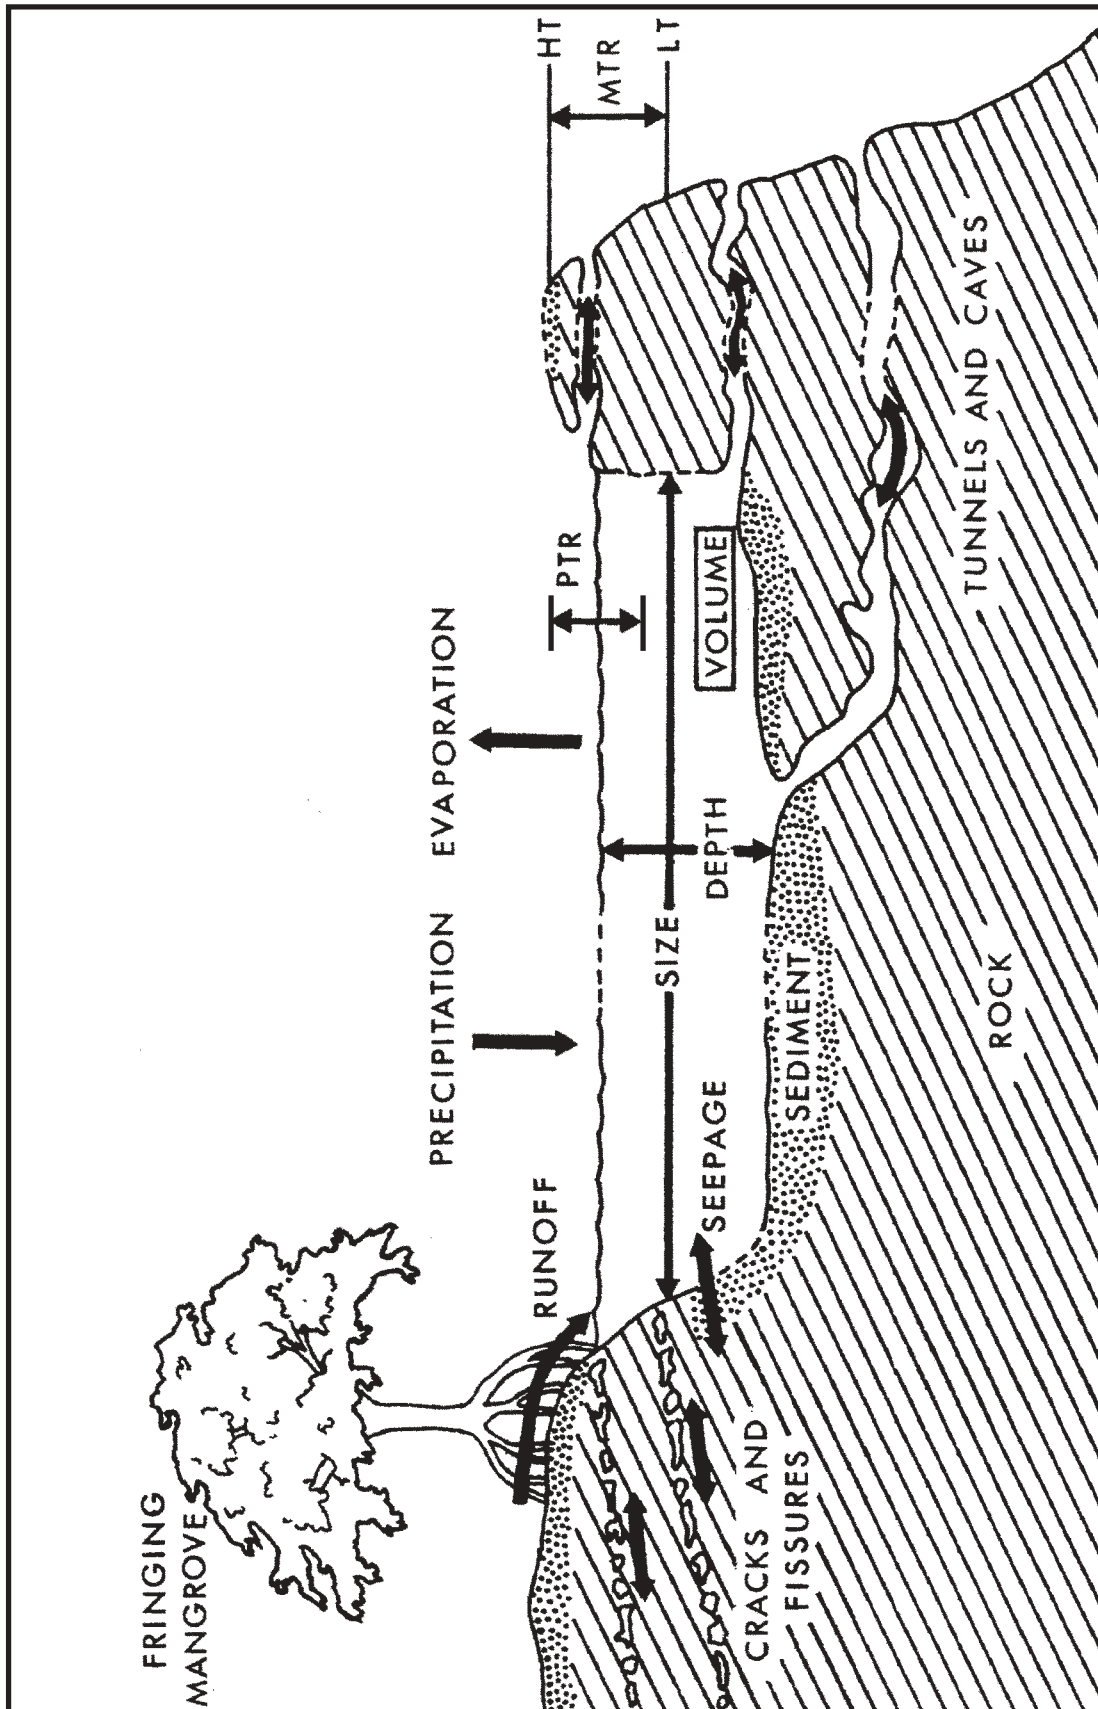 FRINGING
MANGROVE
PRECIPITATION
EVAPORATION
RUNOFF
PTR
HT
MTR
LT
SIZE
SEEPAGE
DEPTH
VOLUME
SEDIMENT
CRACKS AND
FISSURES
ROCK
TUNNELS AND CAVES